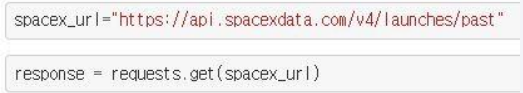 spacex_url="https://api.spacexdata.com/v4/launches/past"
response = requests.get(spacex_url)